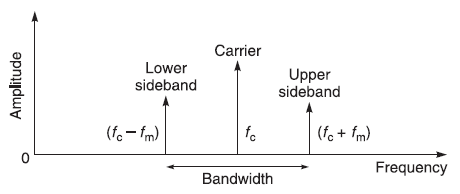 Amplitude
Carrier
Lower
sideband
Upper
sideband
(fc – fm)
fc
(fc + fm)
0
Bandwidth
Frequency